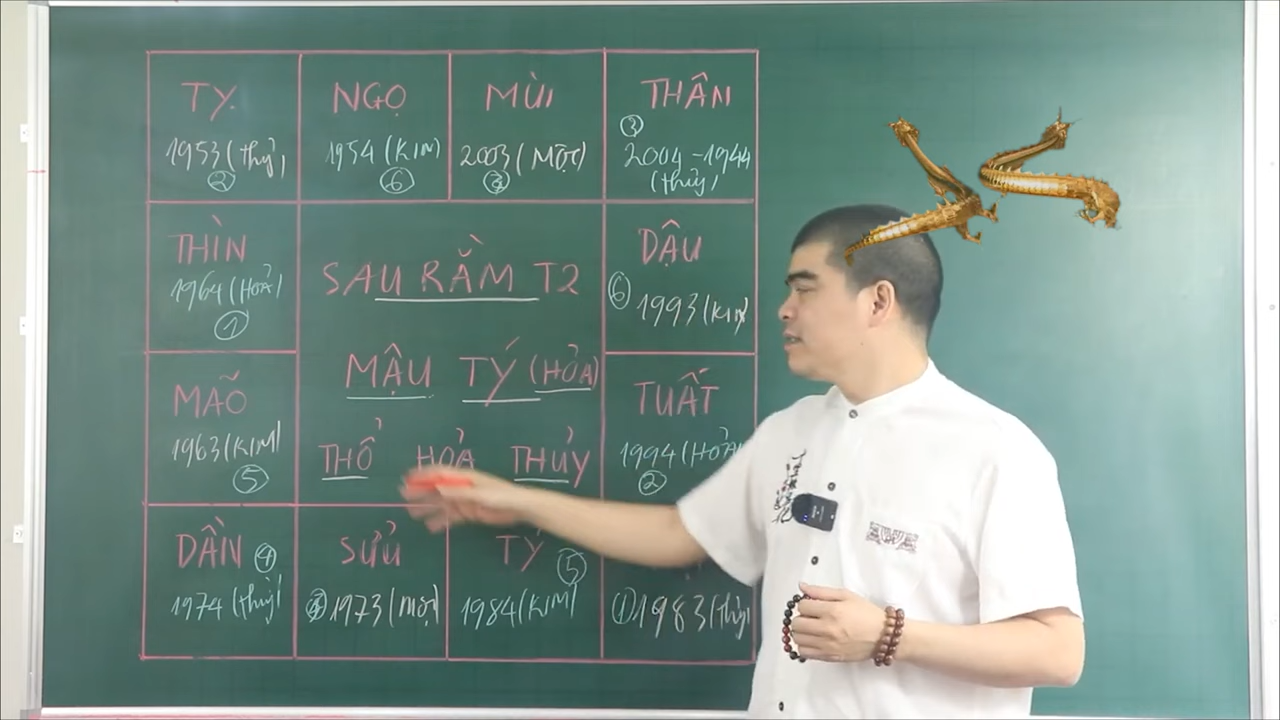 TỴ
1953 (thủy)
②
NGỌ
1954 (KIM)
⑥
MÙI
2003 (MỘC)
THÂN
③
2004 - 1944
(thủy)
THÌN
1964 (HỎA)
①
SAU RẰM T2
MẬU TÝ (HỎA)
THỔ HỎA THỦY
DẬU
⑥ 1993 (KIM)
MÃO
1963 (KIM)
⑤
TUẤT
1994 (HỎA)
②
DẦN ④
1974 (thủy)
SỬU
1973 (MỘC)
TÝ ⑤
1984 (KIM)
① 1983 (thủy)